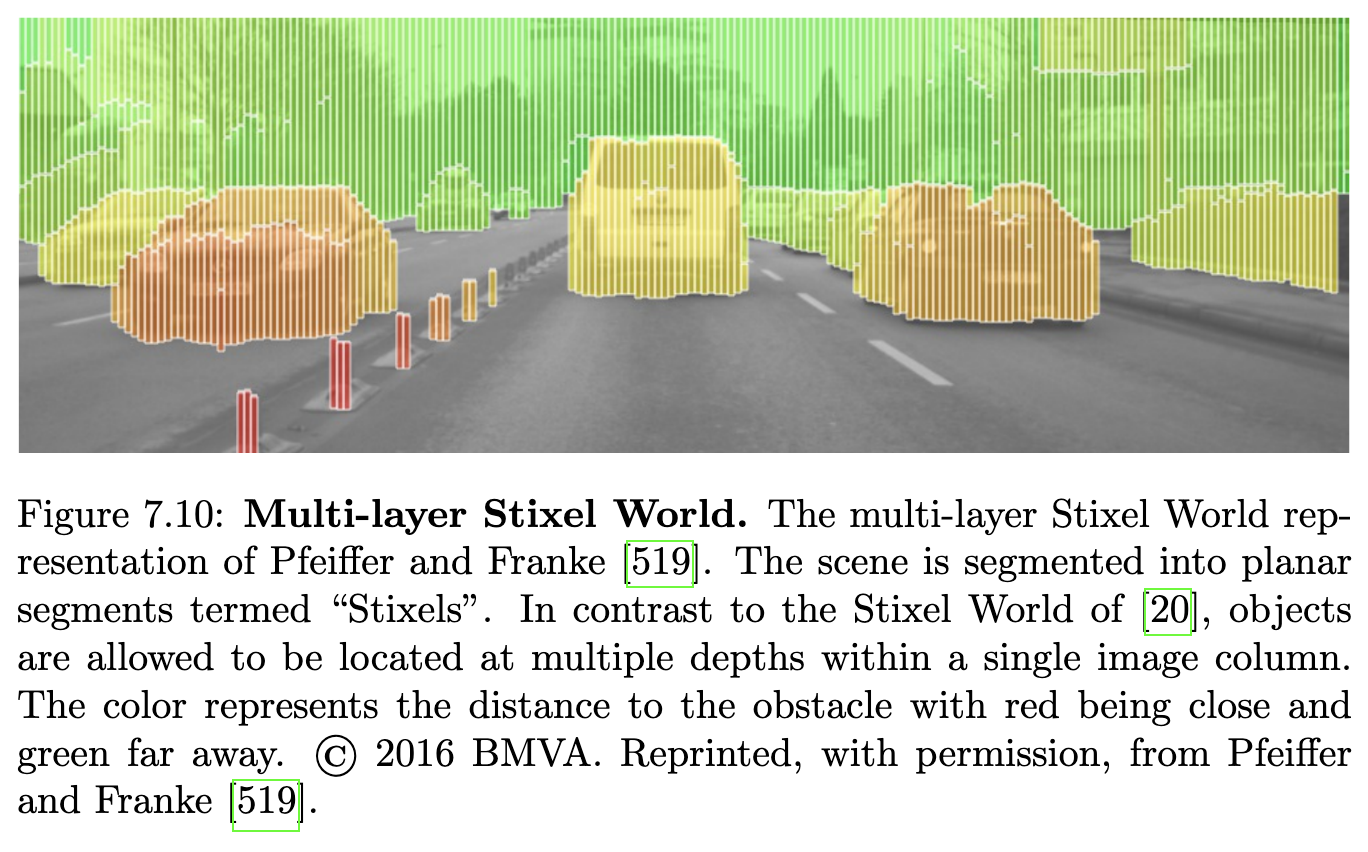 Figure 7.10: Multi-layer Stixel World. The multi-layer Stixel World rep-
resentation of Pfeiffer and Franke [519]. The scene is segmented into planar
segments termed “Stixels”. In contrast to the Stixel World of [20], objects
are allowed to be located at multiple depths within a single image column.
The color represents the distance to the obstacle with red being close and
green far away. © 2016 BMVA. Reprinted, with permission, from Pfeiffer
and Franke [519].